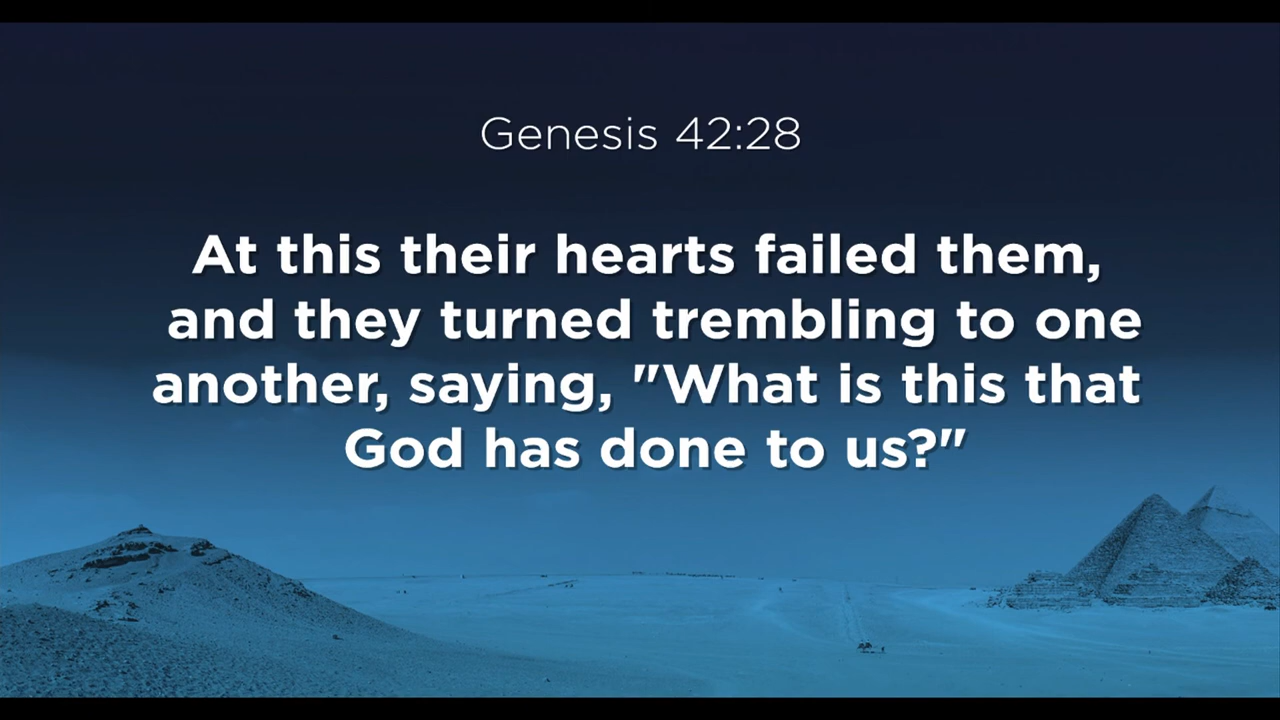 Genesis 42:28
At this their hearts failed them,
and they turned trembling to one
another, saying, "What is this that
God has done to us?"